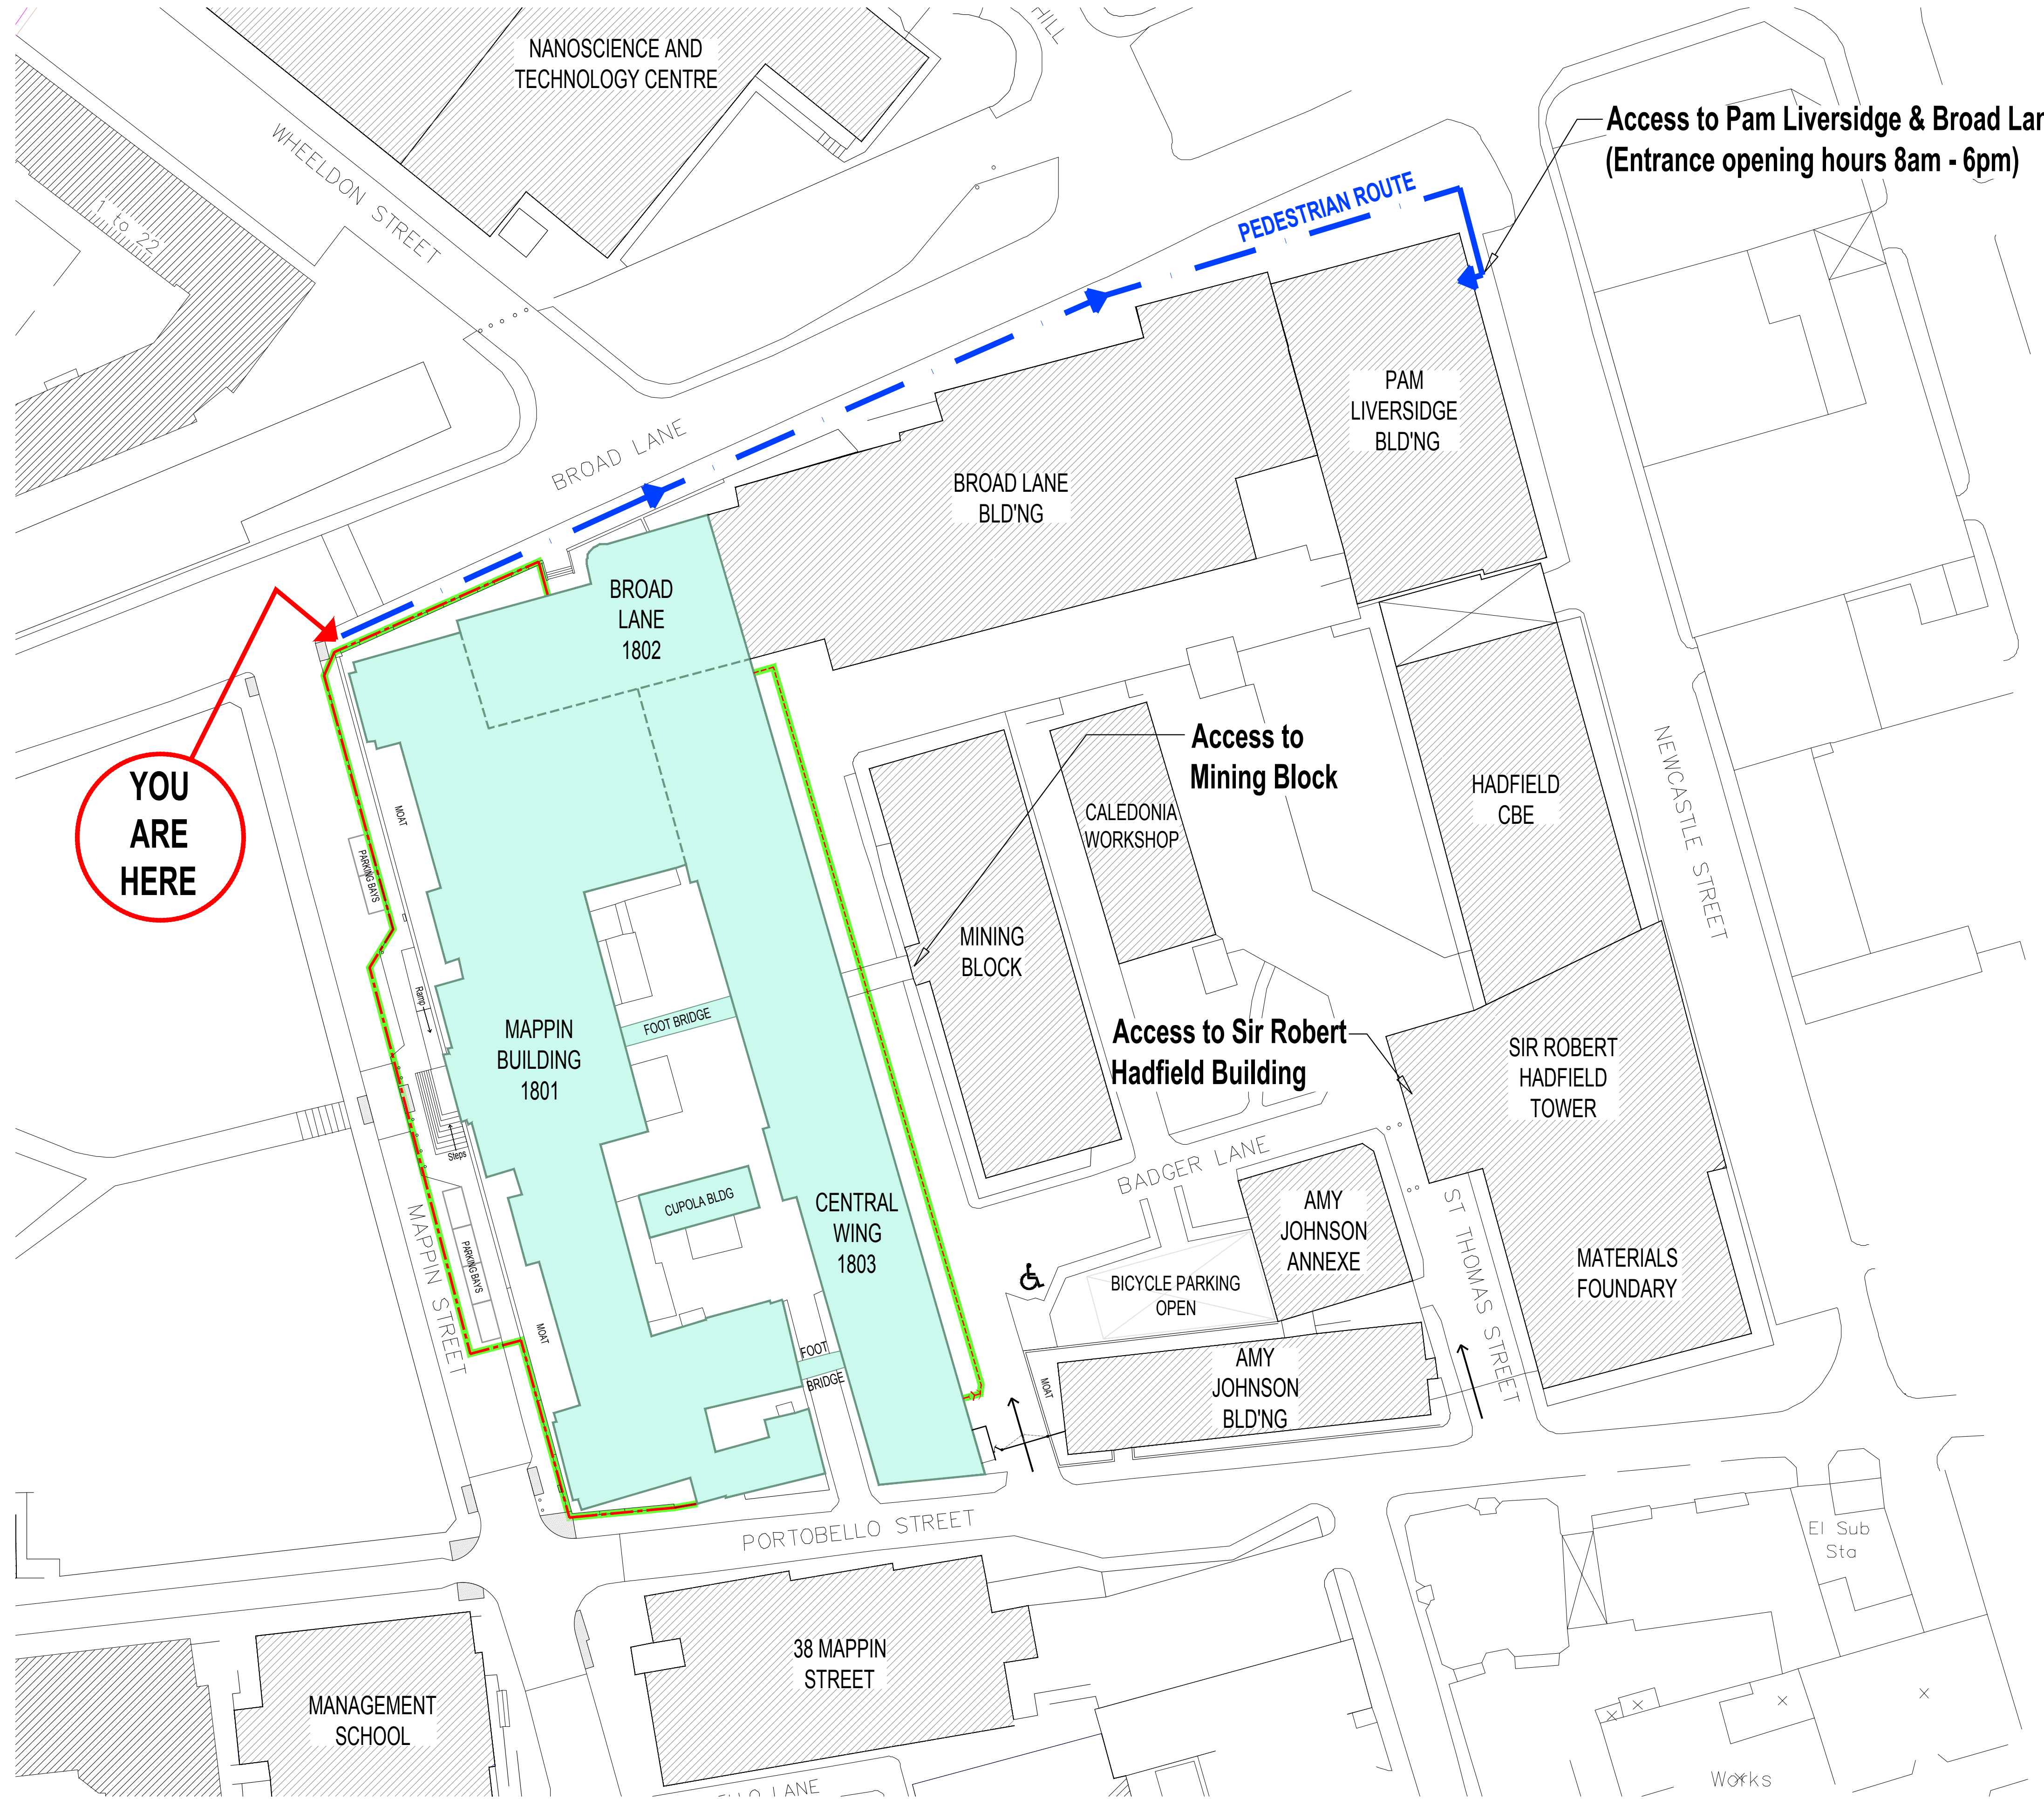 NANOSCIENCE AND
TECHNOLOGY CENTRE
HILL
Access to Pam Liversidge & Broad Lan
(Entrance opening hours 8am - 6pm)
WHEELDON STREET
1 to 22
PEDESTRIAN ROUTE
BROAD LANE
PAM
LIVERSIDGE
BLD'NG
BROAD LANE
BLD'NG
BROAD
LANE
1802
YOU
ARE
HERE
MOAT
PARKING BAYS
Access to
Mining Block
CALEDONIA
WORKSHOP
HADFIELD
CBE
NEWCASTLE STREET
MINING
BLOCK
Ramp
MAPPIN
BUILDING
1801
FOOT BRIDGE
Access to Sir Robert
Hadfield Building
SIR ROBERT
HADFIELD
TOWER
Steps
BADGER LANE
CUPOLA BLDG
CENTRAL
WING
1803
AMY
JOHNSON
ANNEXE
ST THOMAS STREET
MAPPIN STREET
PARKING BAYS
BICYCLE PARKING
OPEN
MATERIALS
FOUNDARY
MOAT
FOOT
BRIDGE
MOAT
AMY
JOHNSON
BLD'NG
PORTOBELLO STREET
El Sub
Sta
38 MAPPIN
STREET
MANAGEMENT
SCHOOL
Works
LLO LANE